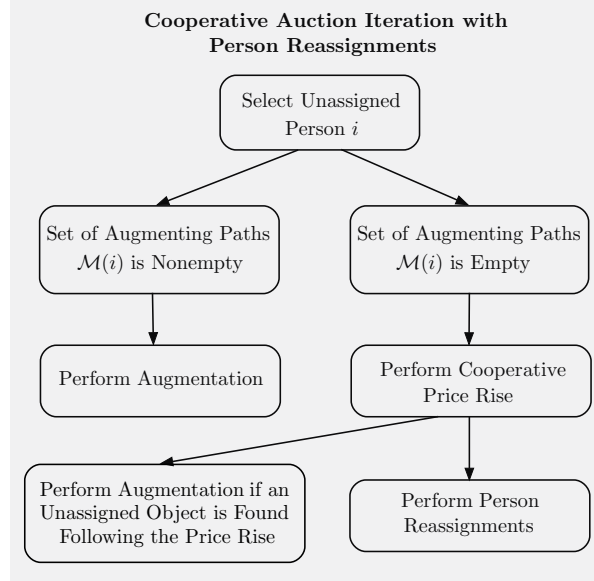 Cooperative Auction Iteration with
Person Reassignments
Select Unassigned
Person i
Set of Augmenting Paths
ℳ(i) is Nonempty
Set of Augmenting Paths
ℳ(i) is Empty
Perform Augmentation
Perform Cooperative
Price Rise
Perform Augmentation if an
Unassigned Object is Found
Following the Price Rise
Perform Person
Reassignments